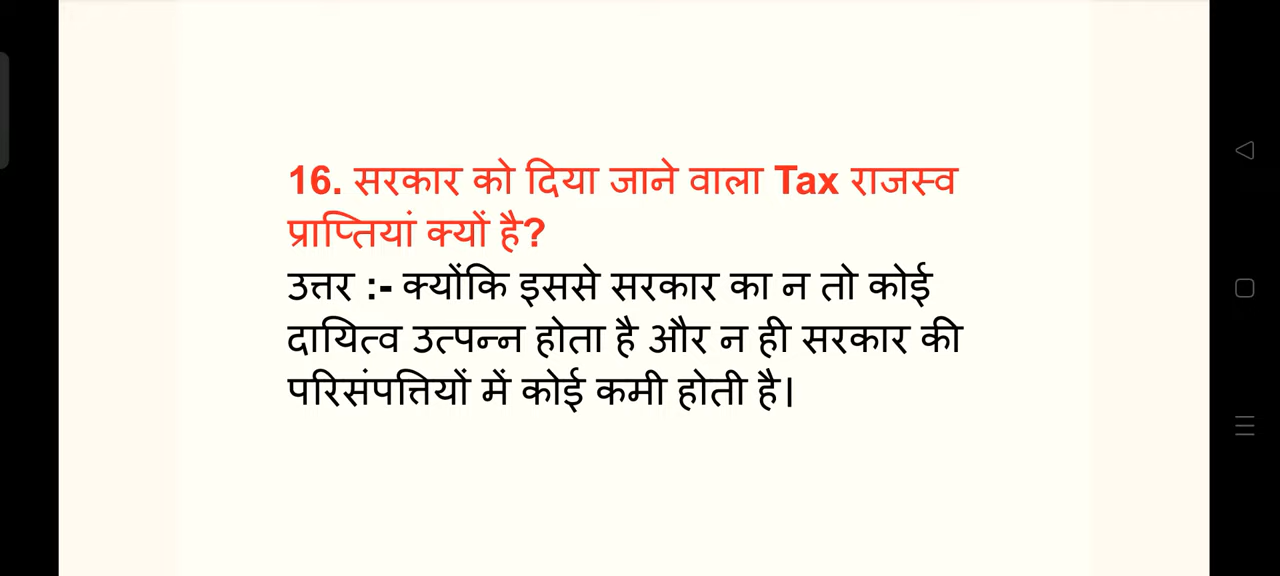 16. सरकार को दिया जाने वाला Tax राजस्व
प्राप्तियां क्यों है?
उत्तर :- क्योंकि इससे सरकार का न तो कोई
दायित्व उत्पन्न होता है और न ही सरकार की
परिसंपत्तियों में कोई कमी होती है।